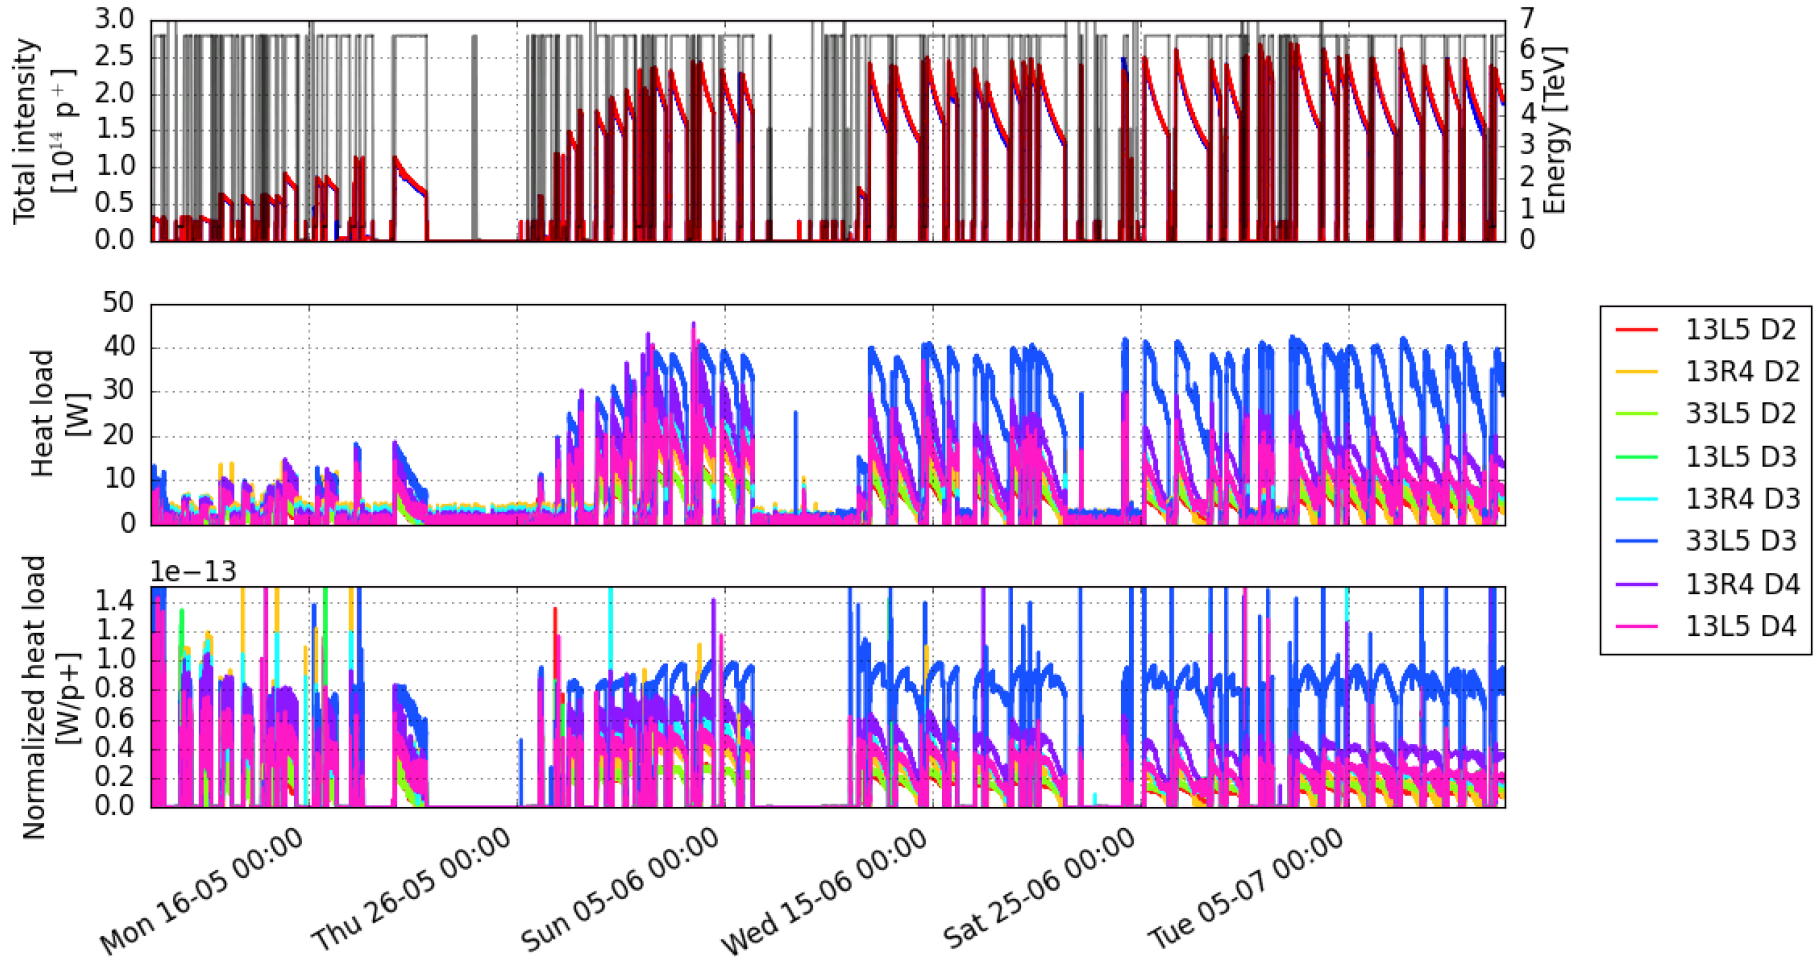 3.0
2.5
2.0
1.5
1.0
0.5
0.0
Total intensity
[10¹⁴ p⁺]
7
6
5
4
3
2
1
0
Energy [TeV]
50
40
30
20
10
0
Heat load
[W]
1e−13
1.4
1.2
1.0
0.8
0.6
0.4
0.2
0.0
Normalized heat load
[W/p+]
Mon 16-05 00:00
Thu 26-05 00:00
Sun 05-06 00:00
Wed 15-06 00:00
Sat 25-06 00:00
Tue 05-07 00:00
13L5 D2
13R4 D2
33L5 D2
13L5 D3
13R4 D3
33L5 D3
13R4 D4
13L5 D4